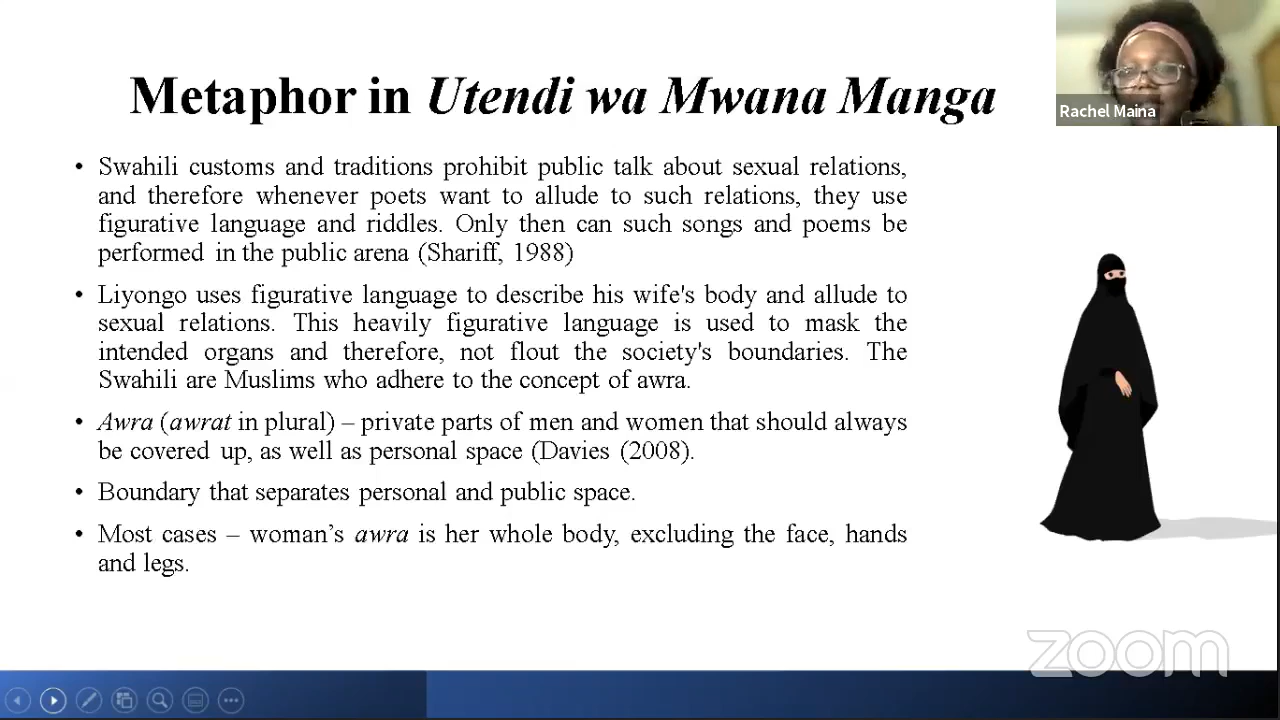 Metaphor in Utendi wa Mwana Manga
Rachel Maina
• Swahili customs and traditions prohibit public talk about sexual relations,
and therefore whenever poets want to allude to such relations, they use
figurative language and riddles. Only then can such songs and poems be
performed in the public arena (Shariff, 1988)
• Liyongo uses figurative language to describe his wife's body and allude to
sexual relations. This heavily figurative language is used to mask the
intended organs and therefore, not flout the society's boundaries. The
Swahili are Muslims who adhere to the concept of awra.
• Awra (awrat in plural) – private parts of men and women that should always
be covered up, as well as personal space (Davies (2008).
• Boundary that separates personal and public space.
• Most cases – woman’s awra is her whole body, excluding the face, hands
and legs.
zoom